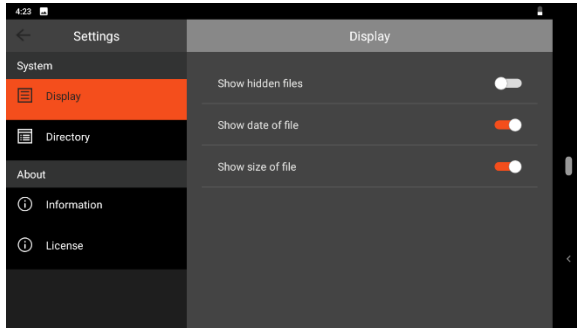 4:23
Settings
Display
System
Display
Directory
About
Information
License
Show hidden files
Show date of file
Show size of file